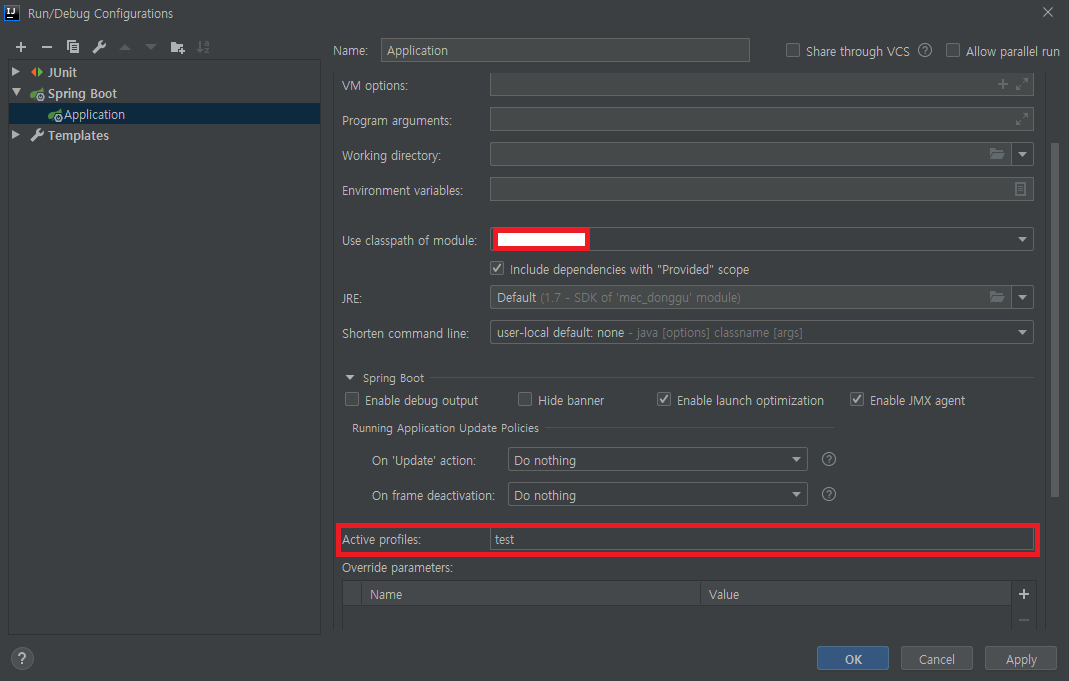 IJ Run/Debug Configurations
JUnit
Spring Boot
Application
Templates
Name: Application Share through VCS ? Allow parallel run
VM options:
Program arguments:
Working directory:
Environment variables:
Use classpath of module:
Include dependencies with "Provided" scope
JRE: Default (1.7 - SDK of 'mec_donggu' module)
Shorten command line: user-local default: none - java [options] classname [args]
Spring Boot
Enable debug output Hide banner Enable launch optimization Enable JMX agent
Running Application Update Policies
On 'Update' action: Do nothing ?
On frame deactivation: Do nothing ?
Active profiles: test
Override parameters:
Name Value
? OK Cancel Apply